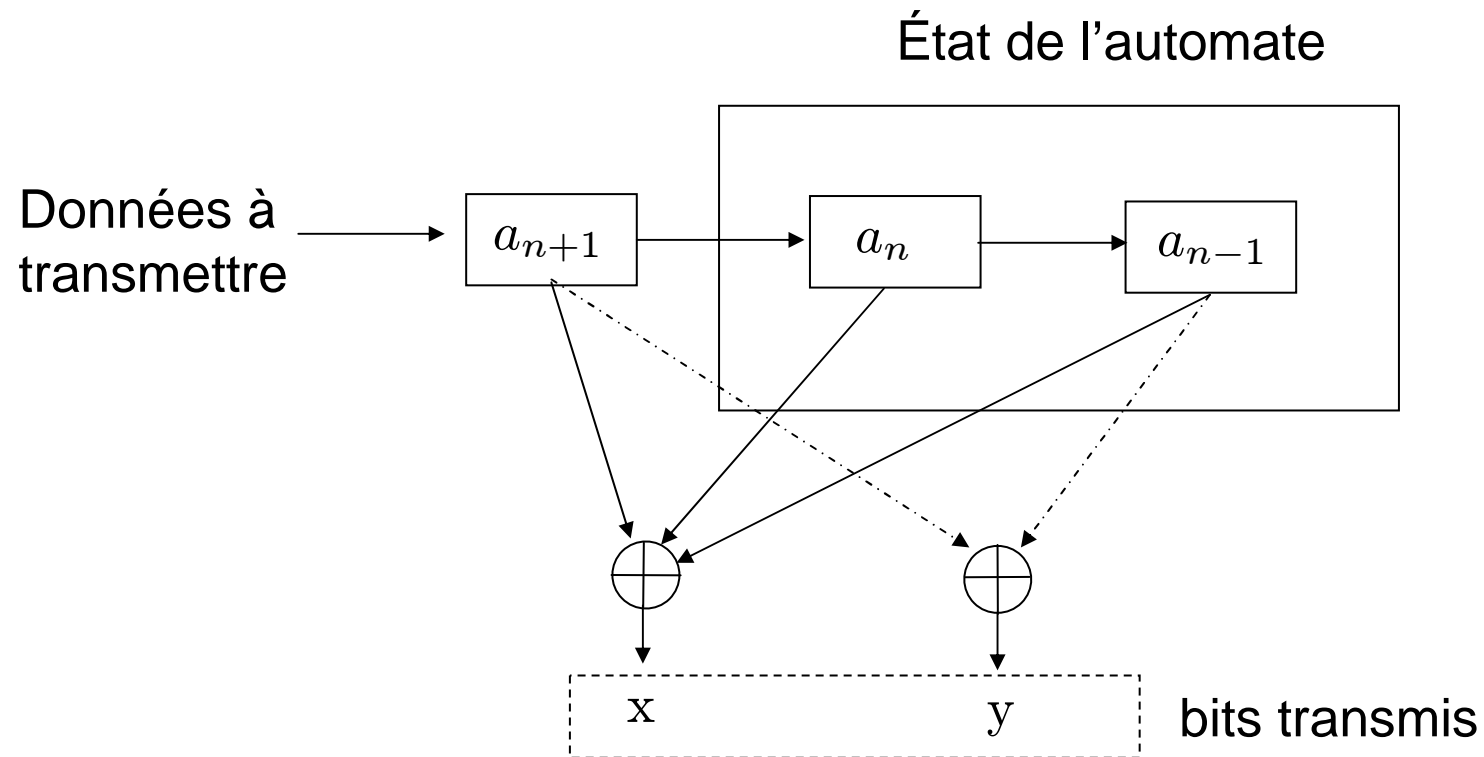 État de l’automate
Données à
transmettre
a_{n+1}
a_n
a_{n-1}
x
y
bits transmis